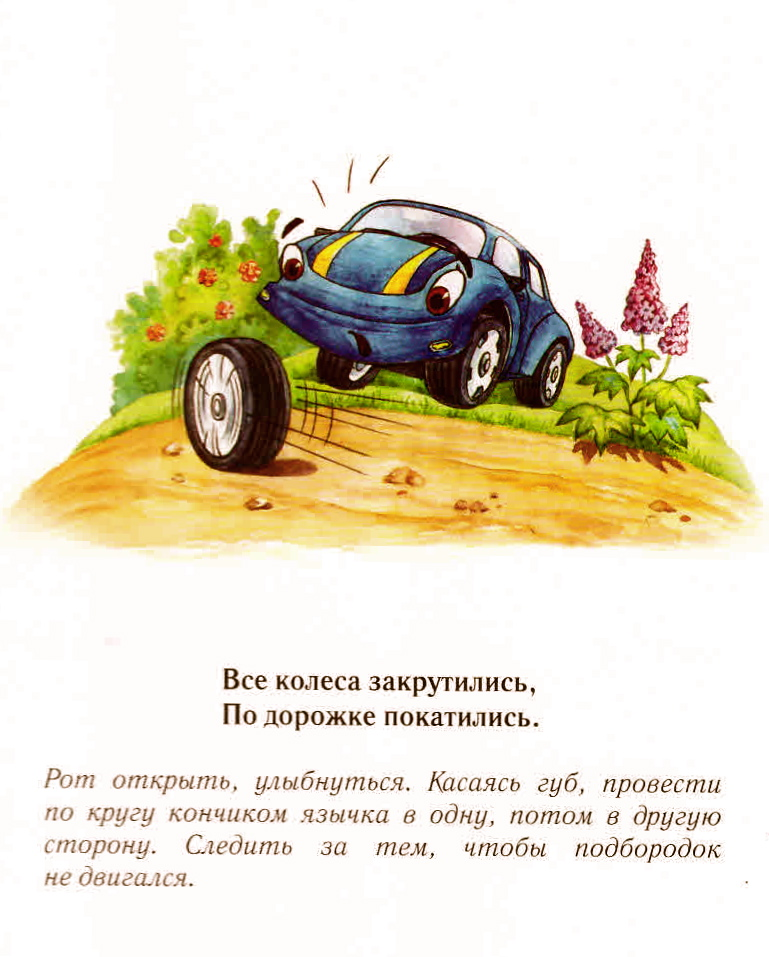 Все колеса закрутились,
По дорожке покатились.
Рот открыть, улыбнуться. Касаясь губ, провести
по кругу кончиком язычка в одну, потом в другую
сторону. Следить за тем, чтобы подбородок
не двигался.